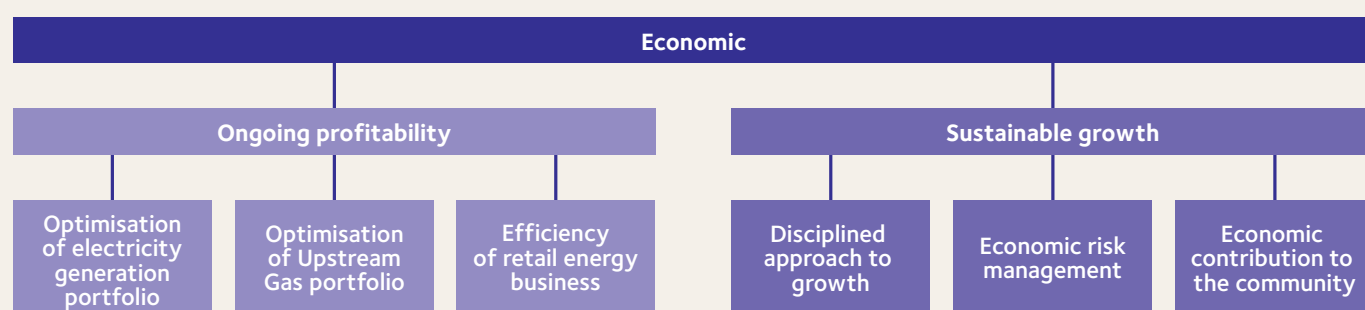 Economic
Ongoing profitability
Sustainable growth
Optimisation
of electricity
generation
portfolio
Optimisation
of Upstream
Gas portfolio
Efficiency
of retail energy
business
Disciplined
approach to
growth
Economic risk
management
Economic
contribution to
the community